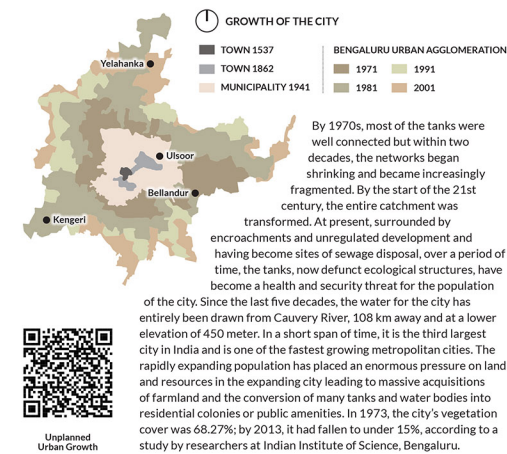 GROWTH OF THE CITY
TOWN 1537
TOWN 1862
MUNICIPALITY 1941
BENGALURU URBAN AGGLOMERATION
1971
1991
1981
2001
Yelahanka
Ulsoor
Bellandur
Kengeri
By 1970s, most of the tanks were
well connected but within two
decades, the networks began
shrinking and became increasingly
fragmented. By the start of the 21st
century, the entire catchment was
transformed. At present, surrounded by
encroachments and unregulated development and
having become sites of sewage disposal, over a period of
time, the tanks, now defunct ecological structures, have
become a health and security threat for the population
of the city. Since the last five decades, the water for the city has
entirely been drawn from Cauvery River, 108 km away and at a lower
elevation of 450 meter. In a short span of time, it is the third largest
city in India and is one of the fastest growing metropolitan cities. The
rapidly expanding population has placed an enormous pressure on land
and resources in the expanding city leading to massive acquisitions
of farmland and the conversion of many tanks and water bodies into
residential colonies or public amenities. In 1973, the city's vegetation
cover was 68.27%; by 2013, it had fallen to under 15%, according to a
study by researchers at Indian Institute of Science, Bengaluru.
Unplanned
Urban Growth